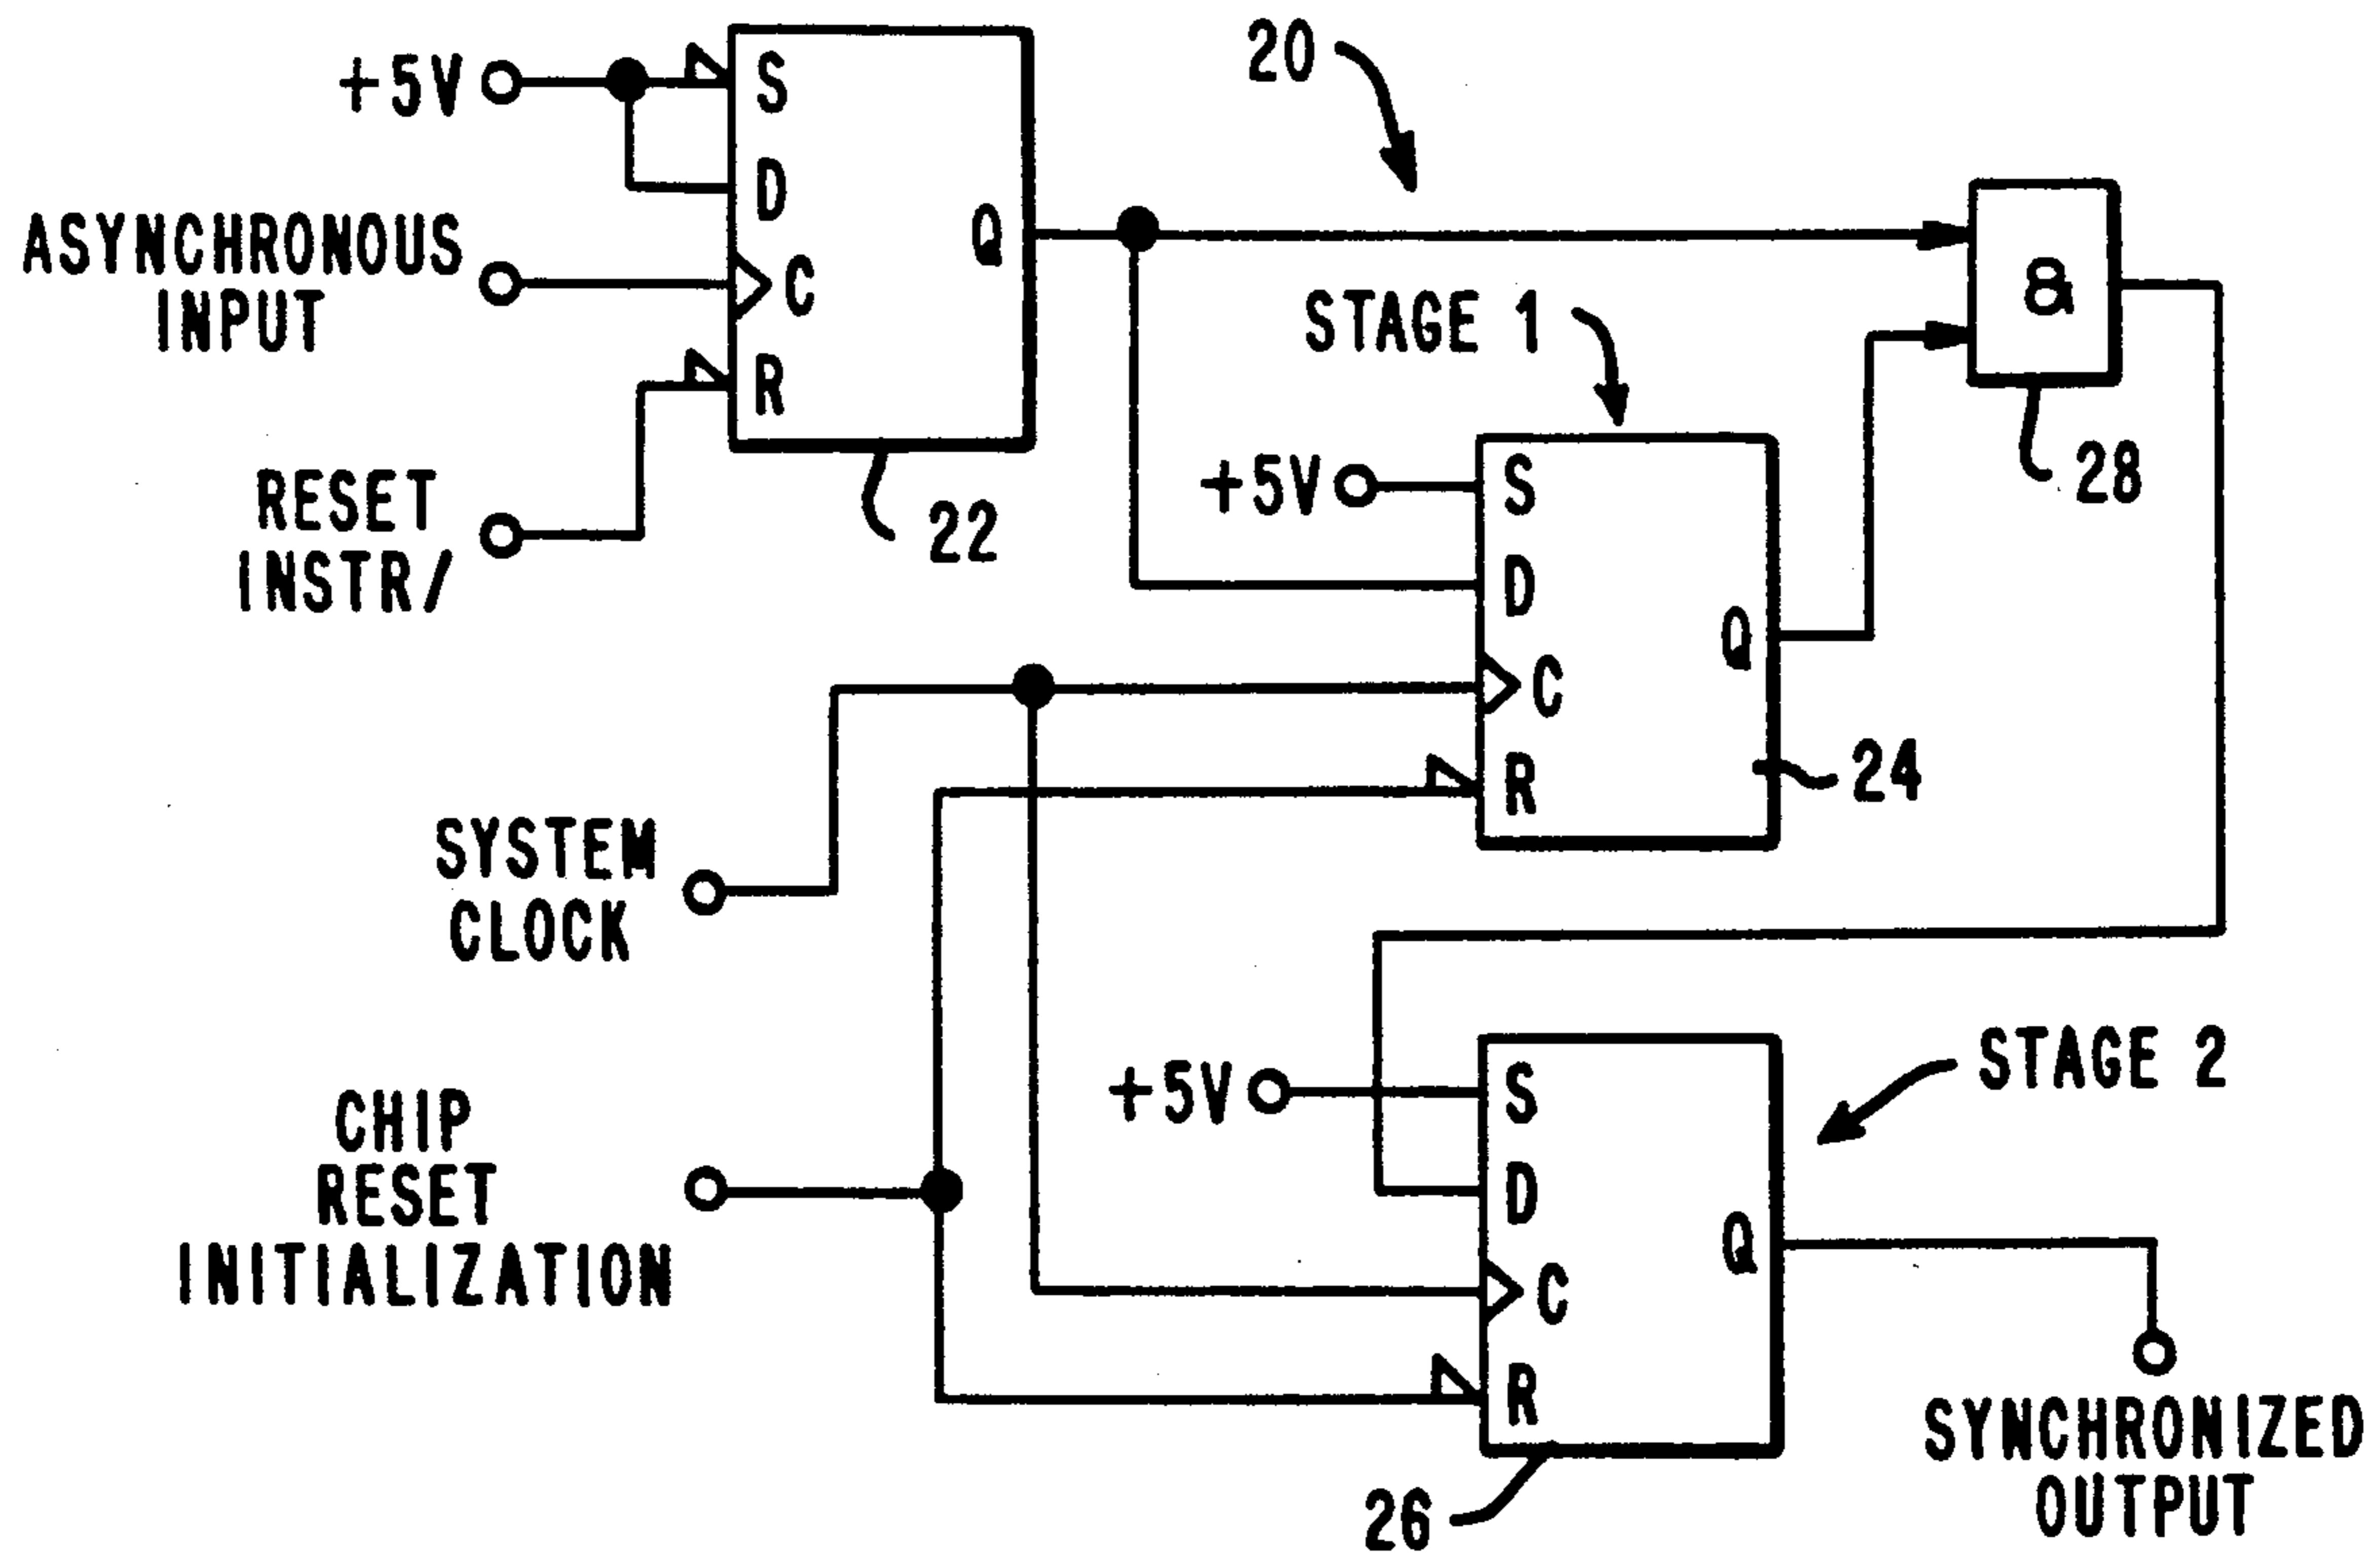 +5V
S
D
C
R
Q
20
ASYNCHRONOUS
INPUT
RESET
INSTR/
22
&
28
STAGE 1
+5V
S
D
C
R
Q
24
SYSTEM
CLOCK
CHIP
RESET
INITIALIZATION
+5V
S
D
C
R
Q
STAGE 2
26
SYNCHRONIZED
OUTPUT